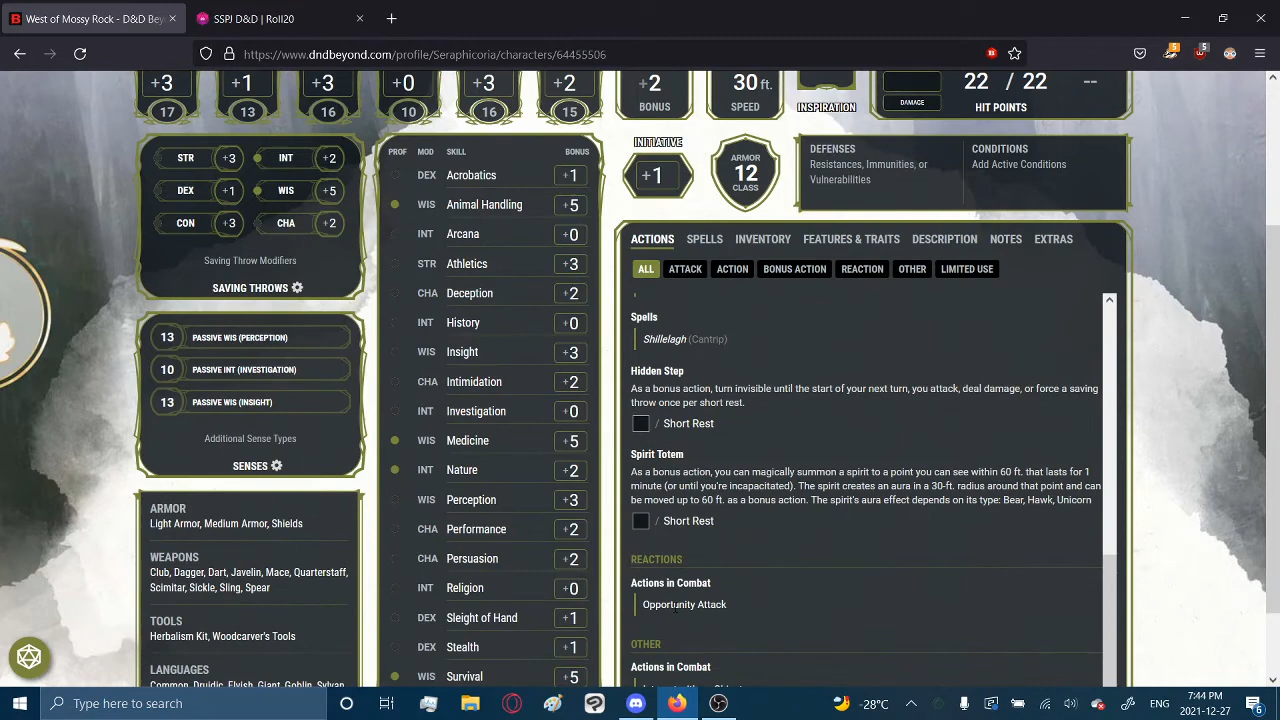 West of Mossy Rock - D&D Bey
SSPJ D&D | Roll20
https://www.dndbeyond.com/profile/Seraphicoria/characters/64455506
5
5
+3
+1
+3
+0
+3
+2
17
13
16
10
16
15
+2
BONUS
30 ft.
SPEED
INSPIRATION
DAMAGE
22 / 22 --
HIT POINTS
STR +3
INT +2
DEX +1
WIS +5
CON +3
CHA +2
Saving Throw Modifiers
SAVING THROWS
13 PASSIVE WIS (PERCEPTION)
10 PASSIVE INT (INVESTIGATION)
13 PASSIVE WIS (INSIGHT)
Additional Sense Types
SENSES
ARMOR
Light Armor, Medium Armor, Shields
WEAPONS
Club, Dagger, Dart, Javelin, Mace, Quarterstaff,
Scimitar, Sickle, Sling, Spear
TOOLS
Herbalism Kit, Woodcarver's Tools
LANGUAGES
Common, Druidic, Elvish, Giant, Goblin, Sylvan
PROF MOD SKILL BONUS
DEX Acrobatics +1
WIS Animal Handling +5
INT Arcana +0
STR Athletics +3
CHA Deception +2
INT History +0
WIS Insight +3
CHA Intimidation +2
INT Investigation +0
WIS Medicine +5
INT Nature +2
WIS Perception +3
CHA Performance +2
CHA Persuasion +2
INT Religion +0
DEX Sleight of Hand +1
DEX Stealth +1
WIS Survival +5
INITIATIVE
+1
ARMOR
12
CLASS
DEFENSES
Resistances, Immunities, or
Vulnerabilities
CONDITIONS
Add Active Conditions
ACTIONS SPELLS INVENTORY FEATURES & TRAITS DESCRIPTION NOTES EXTRAS
ALL ATTACK ACTION BONUS ACTION REACTION OTHER LIMITED USE
Spells
Shillelagh (Cantrip)
Hidden Step
As a bonus action, turn invisible until the start of your next turn, you attack, deal damage, or force a saving
throw once per short rest.
/ Short Rest
Spirit Totem
As a bonus action, you can magically summon a spirit to a point you can see within 60 ft. that lasts for 1
minute (or until you're incapacitated). The spirit creates an aura in a 30-ft. radius around that point and can
be moved up to 60 ft. as a bonus action. The spirit's aura effect depends on its type: Bear, Hawk, Unicorn
/ Short Rest
REACTIONS
Actions in Combat
Opportunity Attack
OTHER
Actions in Combat
Type here to search
-28°C
ENG
7:44 PM
2021-12-27
6